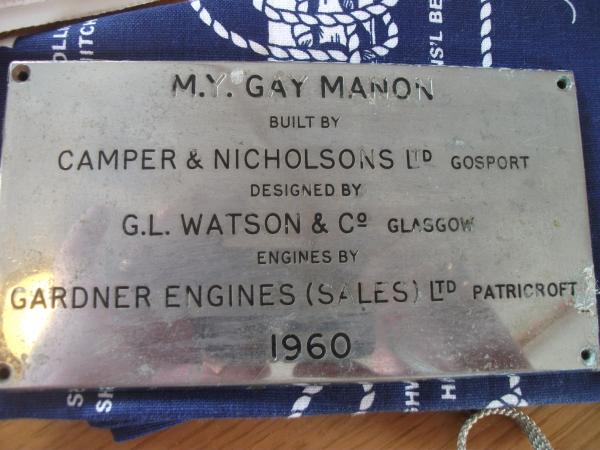 M.Y. GAY MANON
BUILT BY
CAMPER & NICHOLSONS LTD GOSPORT
DESIGNED BY
G.L. WATSON & Co GLASGOW
ENGINES BY
GARDNER ENGINES (SALES) LTD PATRICROFT
1960